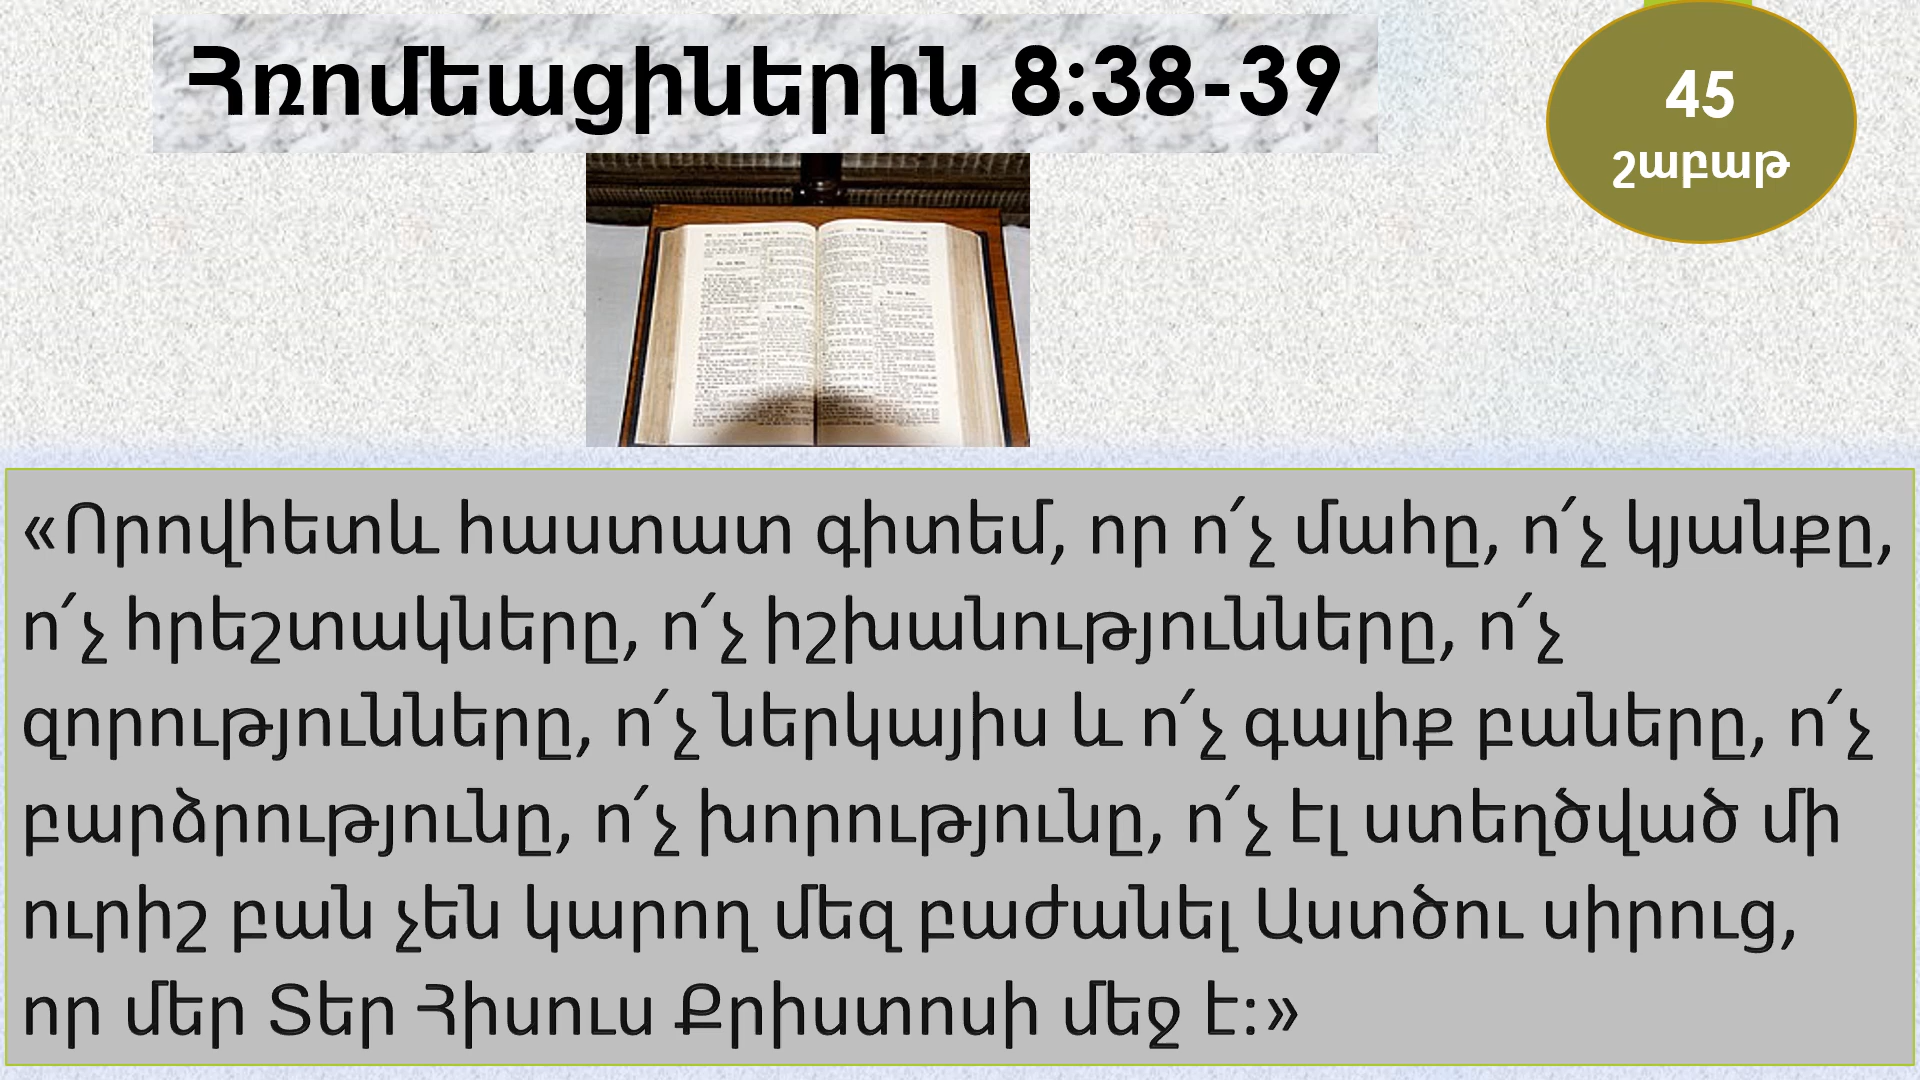 Հռոմեացիներին 8:38-39
45
շաբաթ
«Որովհետև հաստատ գիտեմ, որ ո՛չ մահը, ո՛չ կյանքը,
ո՛չ հրեշտակները, ո՛չ իշխանությունները, ո՛չ
զորությունները, ո՛չ ներկայիս և ո՛չ գալիք բաները, ո՛չ
բարձրությունը, ո՛չ խորությունը, ո՛չ էլ ստեղծված մի
ուրիշ բան չեն կարող մեզ բաժանել Աստծու սիրուց,
որ մեր Տեր Հիսուս Քրիստոսի մեջ է:»